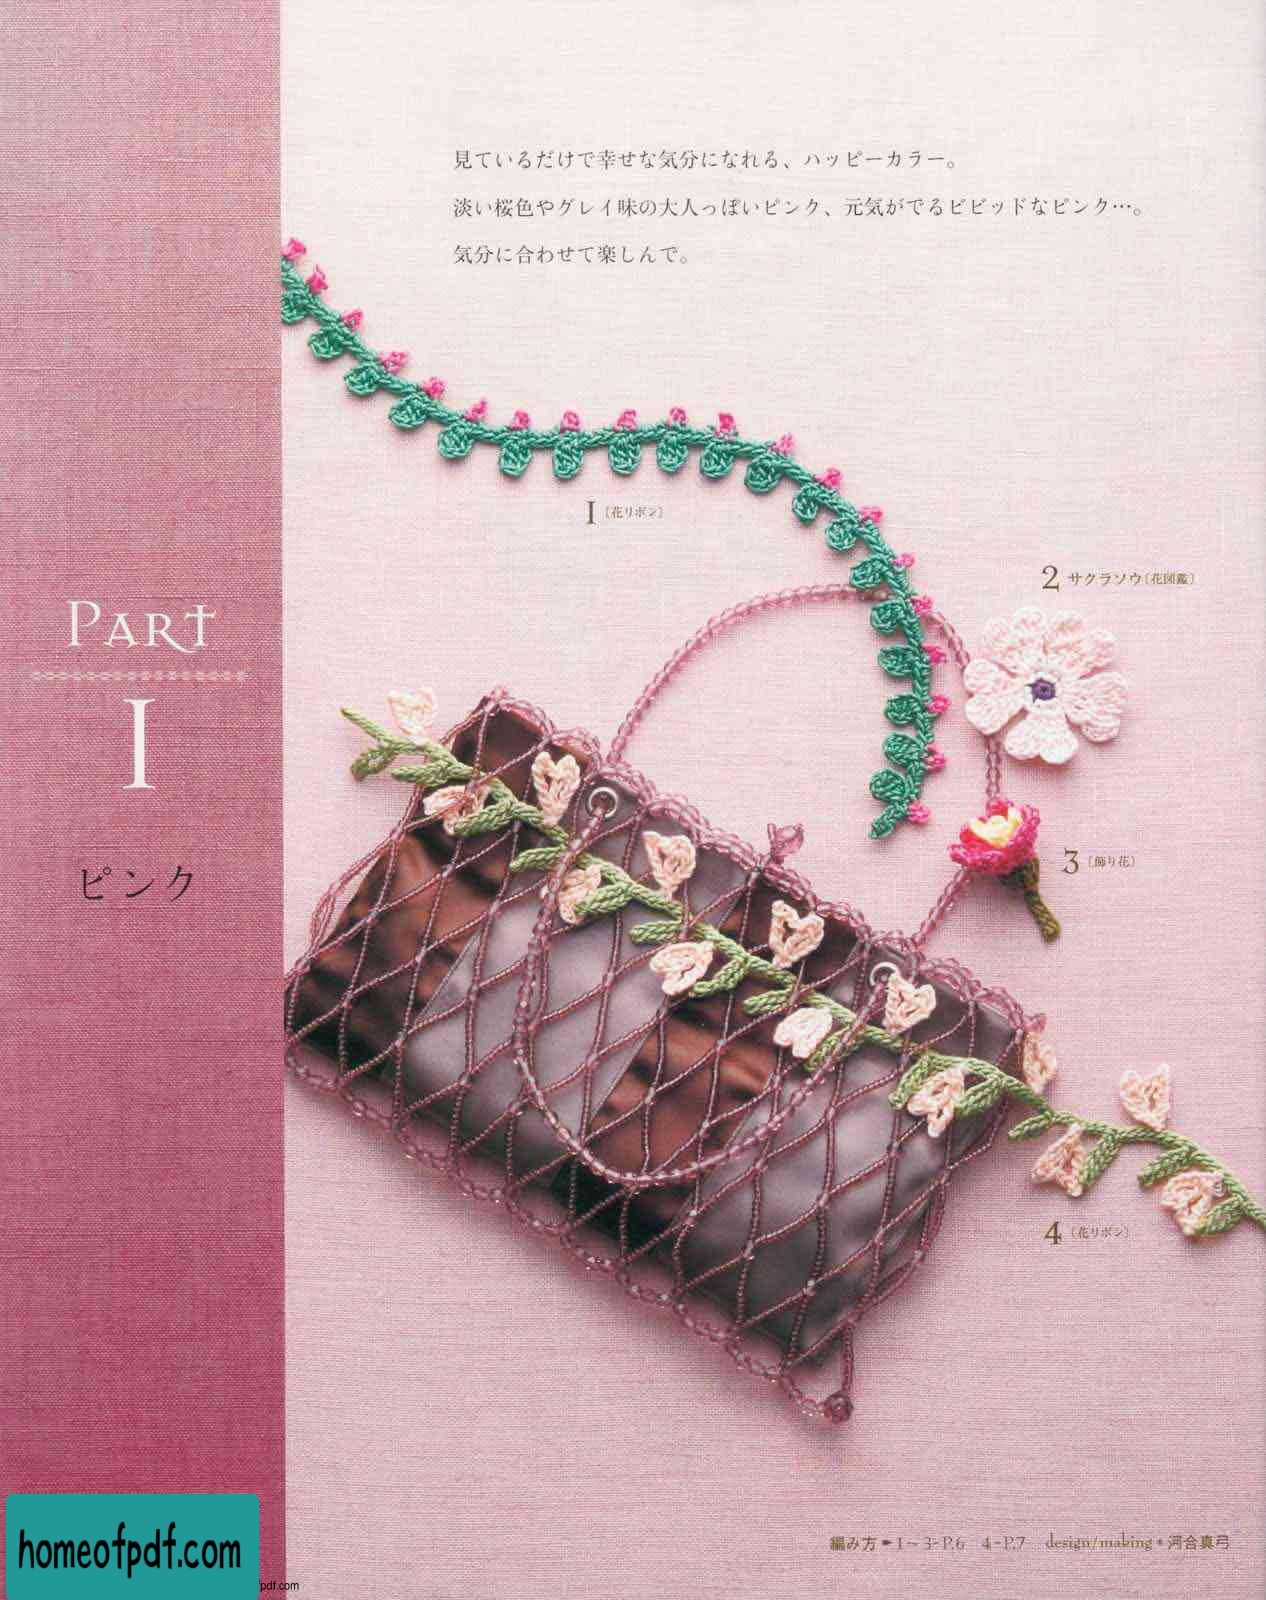 見ているだけで幸せな気分になれる、ハッピーカラー。
淡い桜色やグレイ味の大人っぽいピンク、元気がでるビビッドなピンク…。
気分に合わせて楽しんで。
1〔花リボン〕
2 サクラソウ〔花図鑑〕
PART
1
ピンク
3〔飾り花〕
4〔花リボン〕
編み方➨1～3-P.6 4-P.7 design/making＊河合真弓
homeofpdf.com
pdf.com